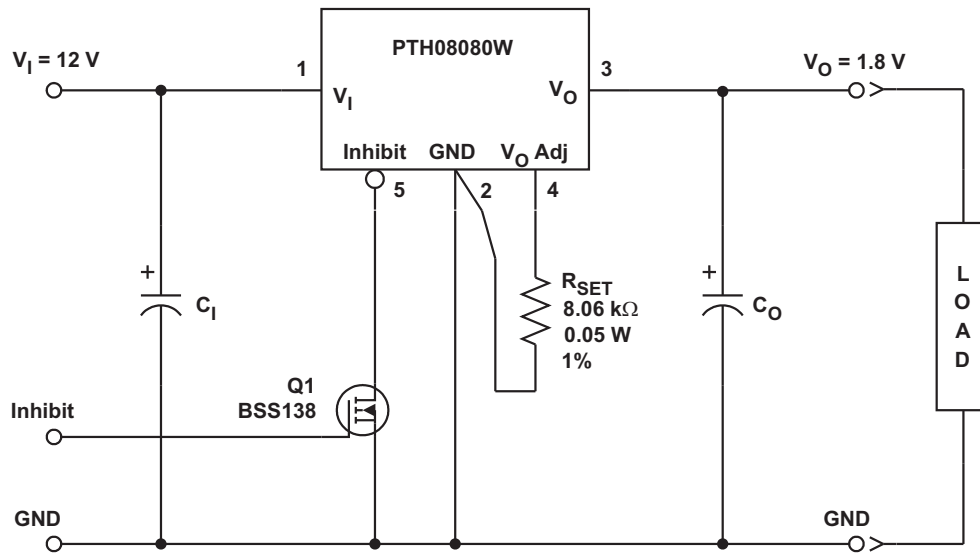 PTH08080W
V_I = 12 V
1
3
V_O = 1.8 V
V_I
V_O
Inhibit
GND
V_O Adj
5
2
4
+
C_I
R_SET
8.06 kΩ
0.05 W
1%
+
C_O
L
O
A
D
Q1
BSS138
Inhibit
GND
GND